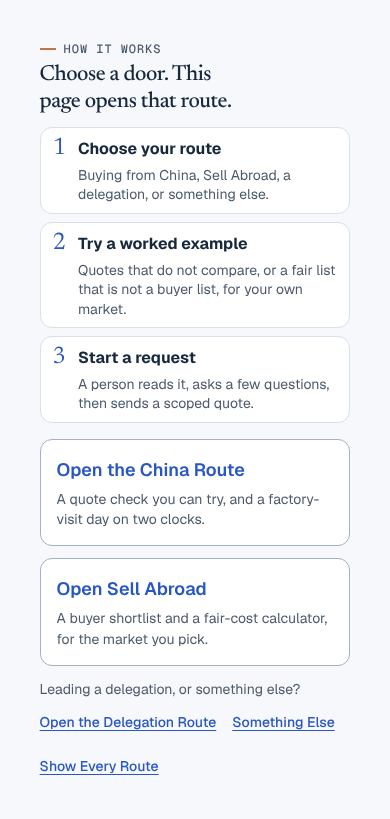 HOW IT WORKS
Choose a door. This
page opens that route.
1 Choose your route
Buying from China, Sell Abroad, a
delegation, or something else.
2 Try a worked example
Quotes that do not compare, or a fair list
that is not a buyer list, for your own
market.
3 Start a request
A person reads it, asks a few questions,
then sends a scoped quote.
Open the China Route
A quote check you can try, and a factory-
visit day on two clocks.
Open Sell Abroad
A buyer shortlist and a fair-cost calculator,
for the market you pick.
Leading a delegation, or something else?
Open the Delegation Route Something Else
Show Every Route